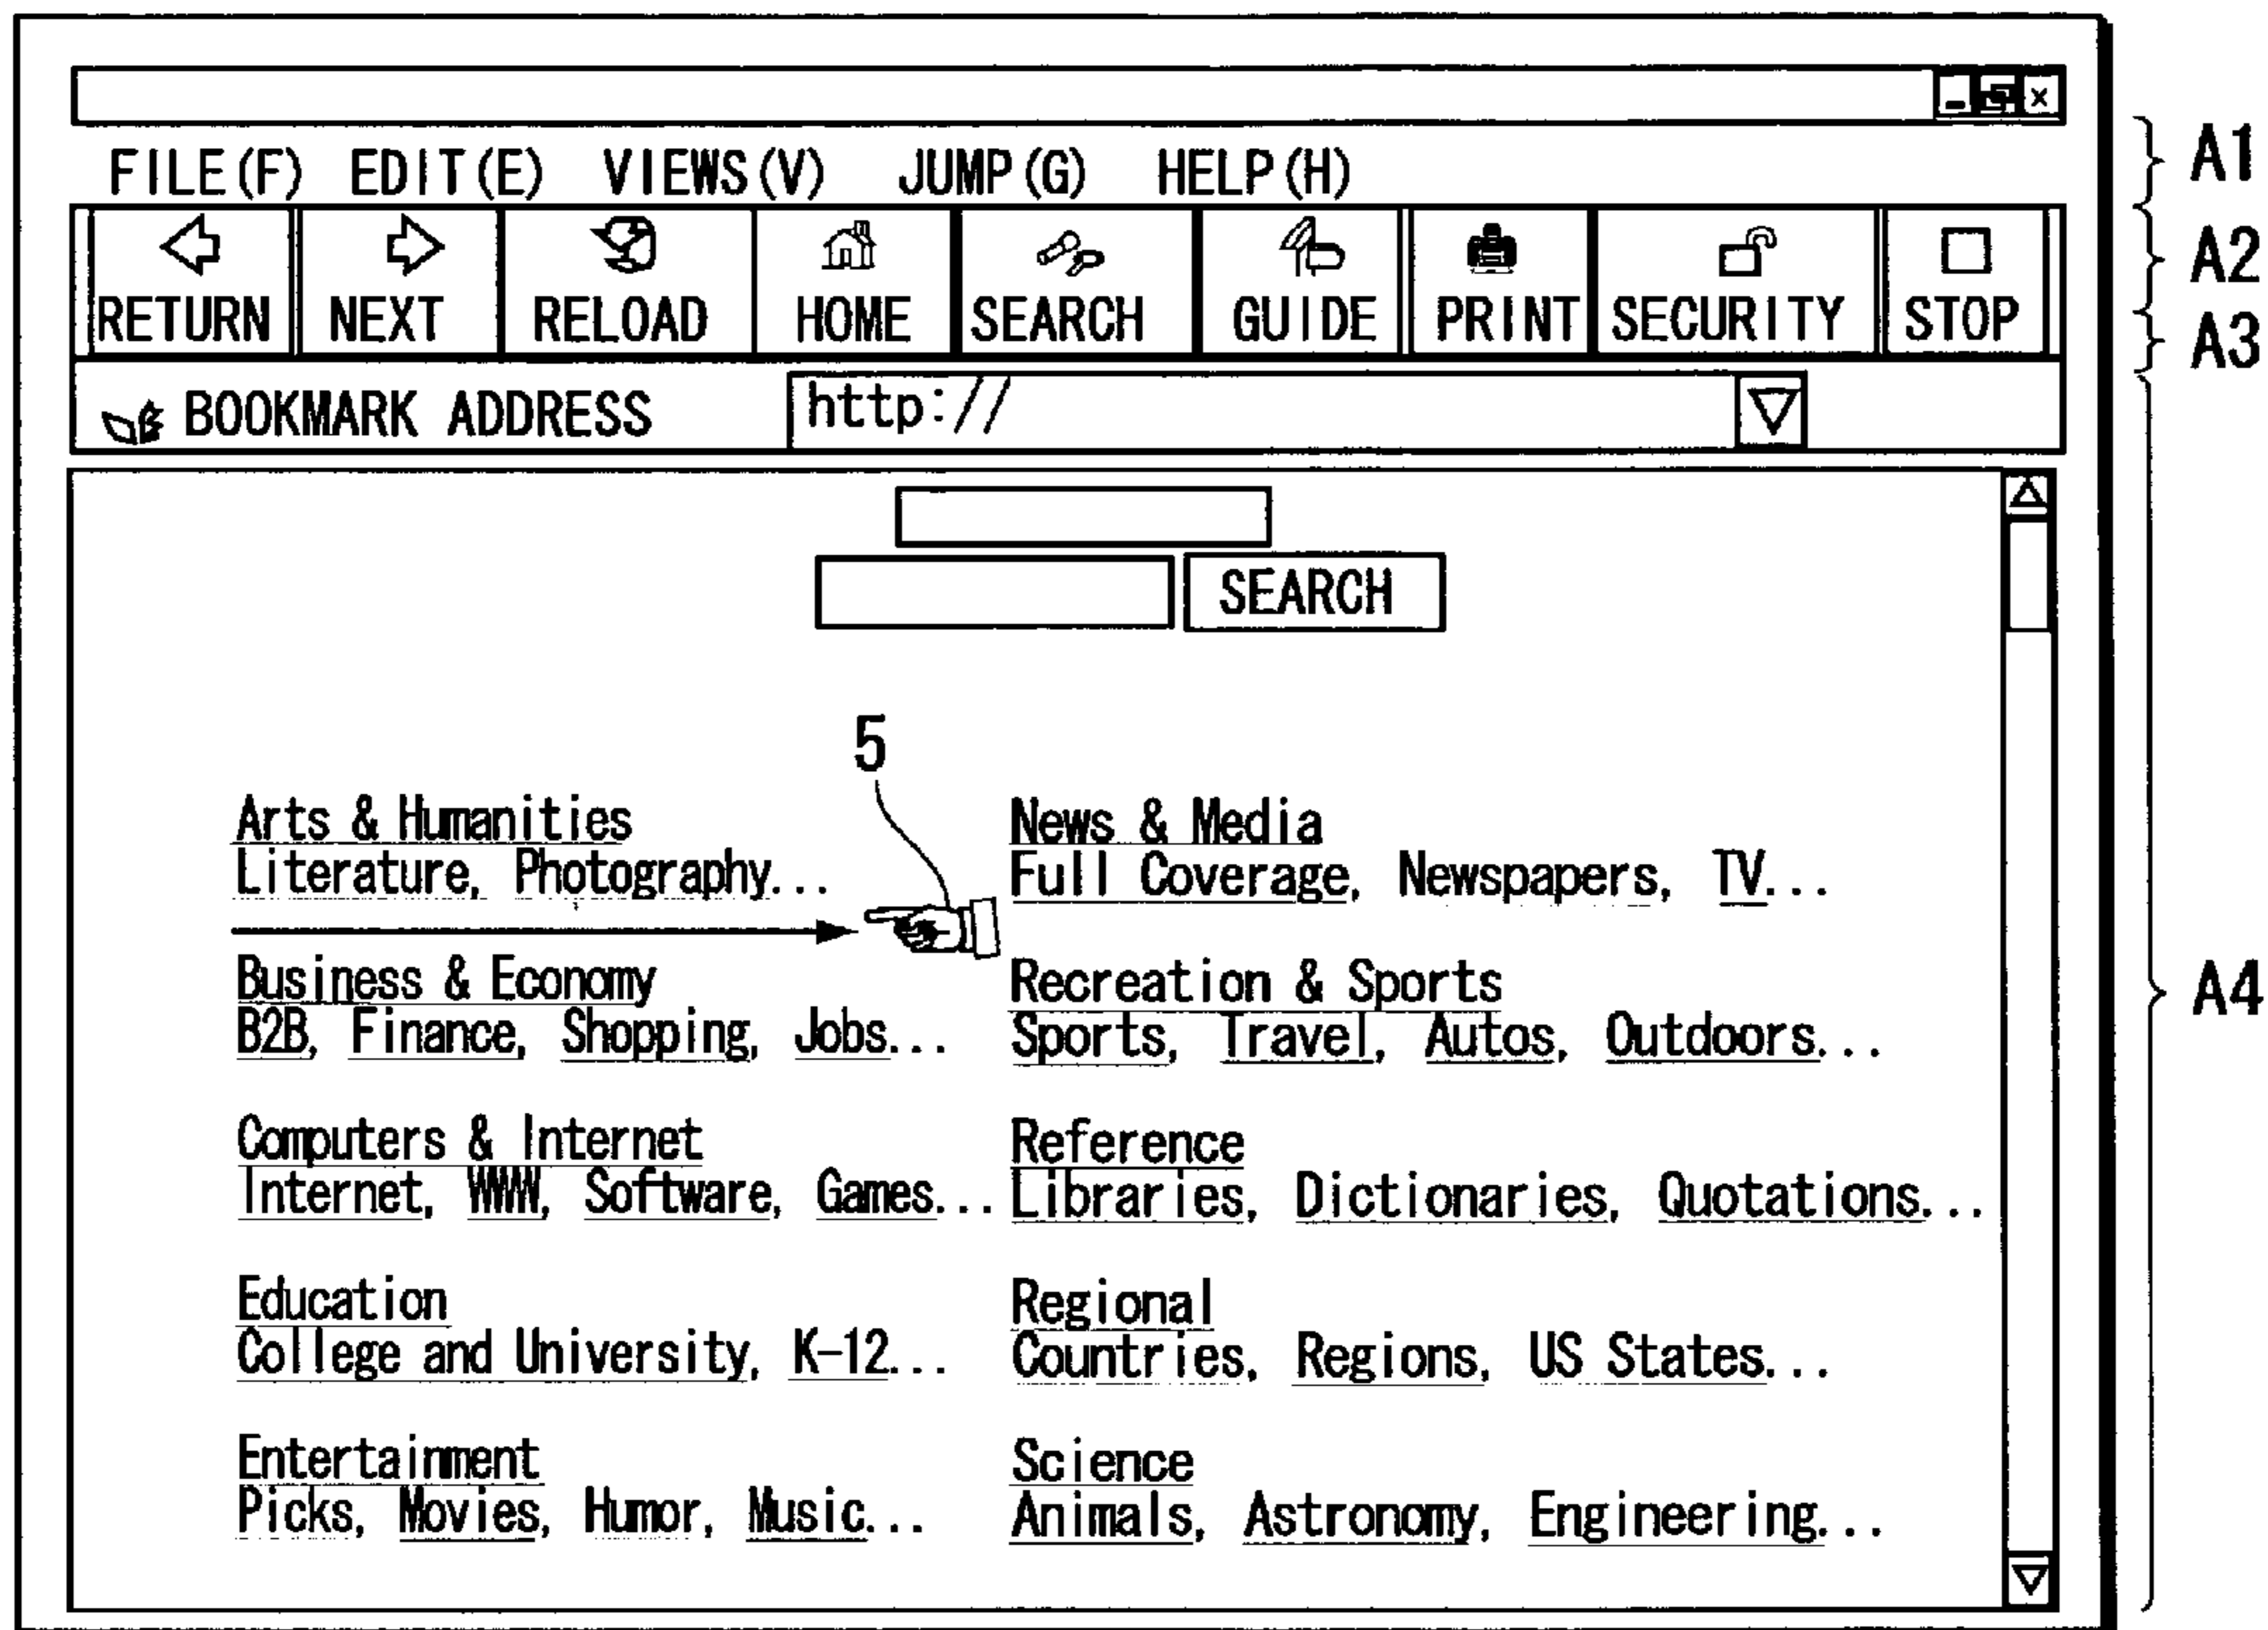 A1
FILE(F) EDIT(E) VIEWS(V) JUMP(G) HELP(H)
A2
RETURN NEXT RELOAD HOME SEARCH GUIDE PRINT SECURITY STOP
A3
BOOKMARK ADDRESS http://
SEARCH
5
Arts & Humanities
Literature, Photography...
News & Media
Full Coverage, Newspapers, TV...
Business & Economy
B2B, Finance, Shopping, Jobs...
Recreation & Sports
Sports, Travel, Autos, Outdoors...
A4
Computers & Internet
Internet, WWW, Software, Games...
Reference
Libraries, Dictionaries, Quotations...
Education
College and University, K-12...
Regional
Countries, Regions, US States...
Entertainment
Picks, Movies, Humor, Music...
Science
Animals, Astronomy, Engineering...